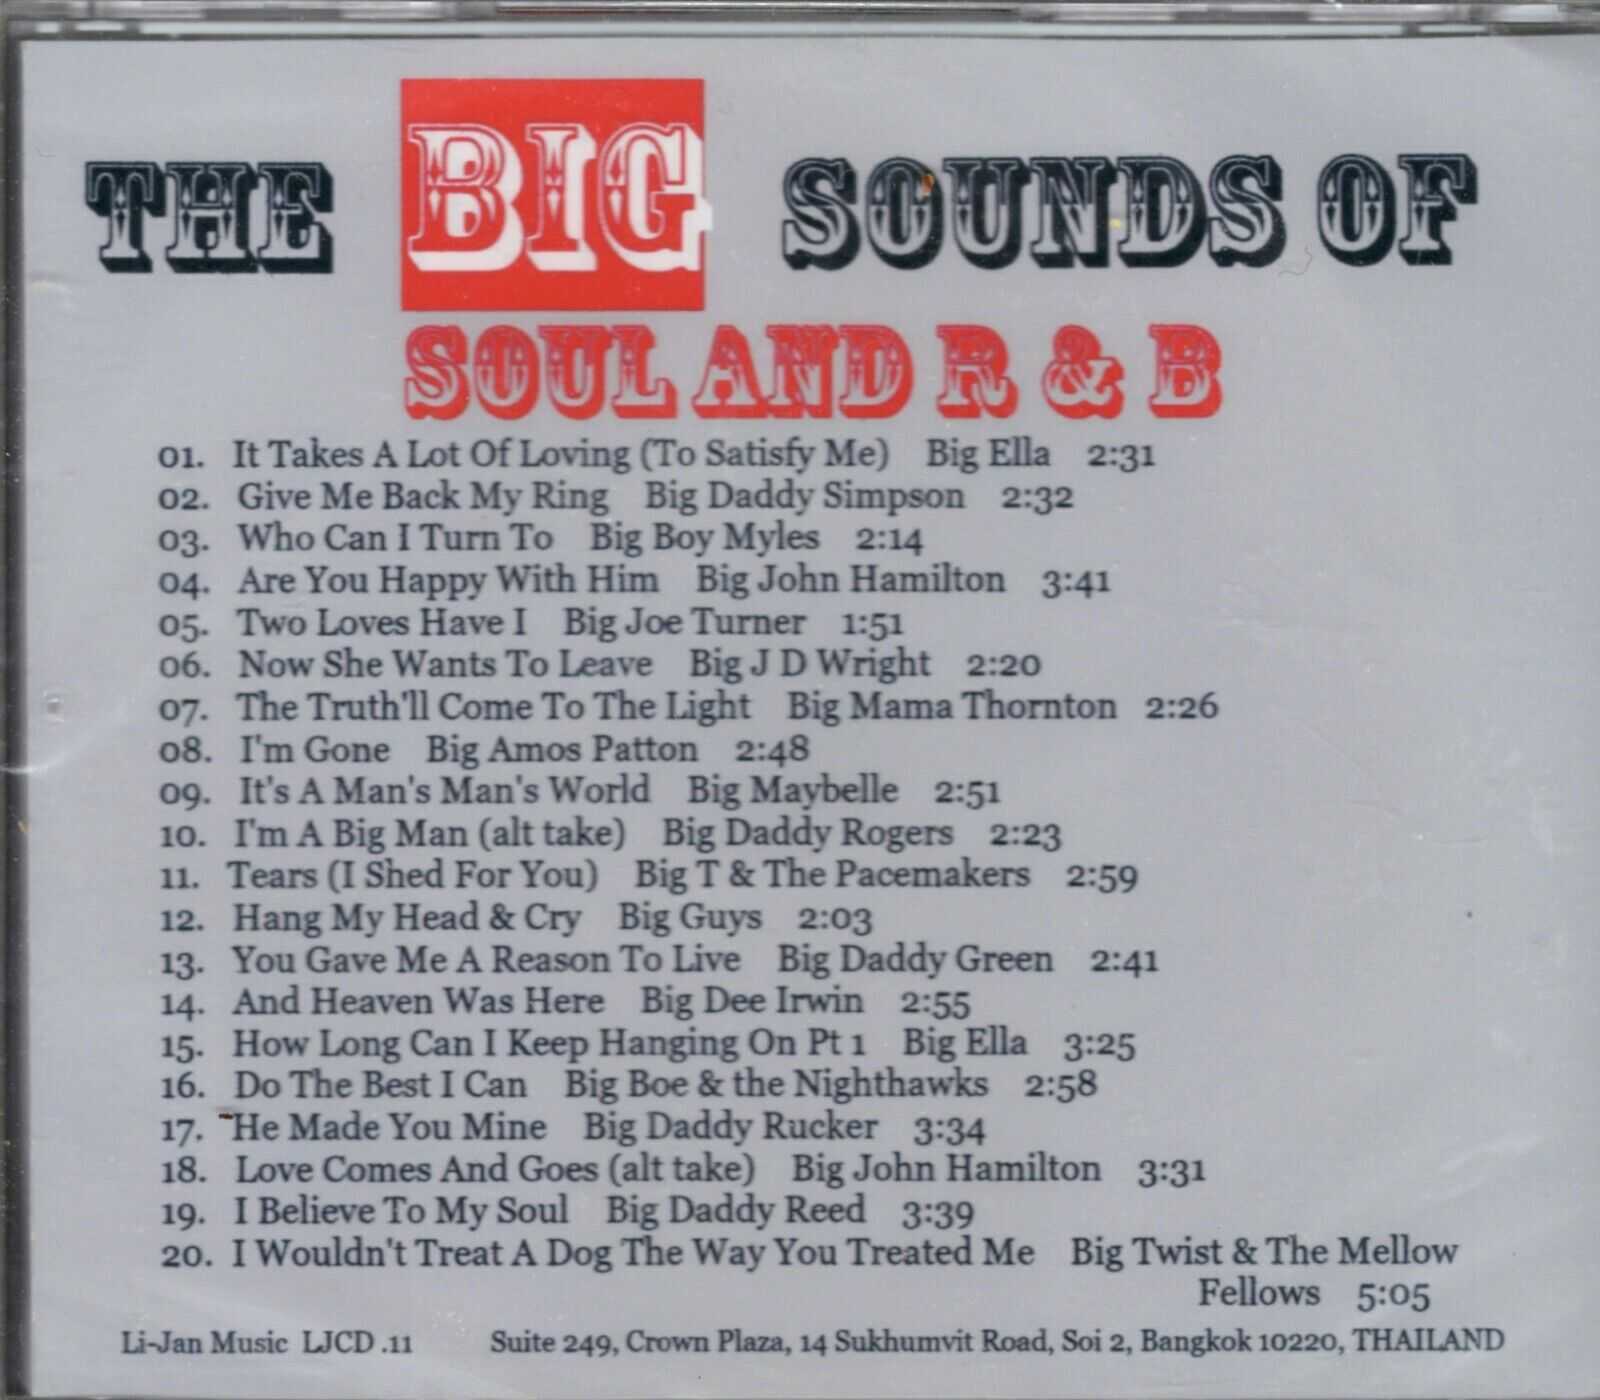 THE BIG SOUNDS OF
SOUL AND R & B
01. It Takes A Lot Of Loving (To Satisfy Me) Big Ella 2:31
02. Give Me Back My Ring Big Daddy Simpson 2:32
03. Who Can I Turn To Big Boy Myles 2:14
04. Are You Happy With Him Big John Hamilton 3:41
05. Two Loves Have I Big Joe Turner 1:51
06. Now She Wants To Leave Big J D Wright 2:20
07. The Truth'll Come To The Light Big Mama Thornton 2:26
08. I'm Gone Big Amos Patton 2:48
09. It's A Man's Man's World Big Maybelle 2:51
10. I'm A Big Man (alt take) Big Daddy Rogers 2:23
11. Tears (I Shed For You) Big T & The Pacemakers 2:59
12. Hang My Head & Cry Big Guys 2:03
13. You Gave Me A Reason To Live Big Daddy Green 2:41
14. And Heaven Was Here Big Dee Irwin 2:55
15. How Long Can I Keep Hanging On Pt 1 Big Ella 3:25
16. Do The Best I Can Big Boe & the Nighthawks 2:58
17. He Made You Mine Big Daddy Rucker 3:34
18. Love Comes And Goes (alt take) Big John Hamilton 3:31
19. I Believe To My Soul Big Daddy Reed 3:39
20. I Wouldn't Treat A Dog The Way You Treated Me Big Twist & The Mellow
Fellows 5:05
Li-Jan Music LJCD .11 Suite 249, Crown Plaza, 14 Sukhumvit Road, Soi 2, Bangkok 10220, THAILAND